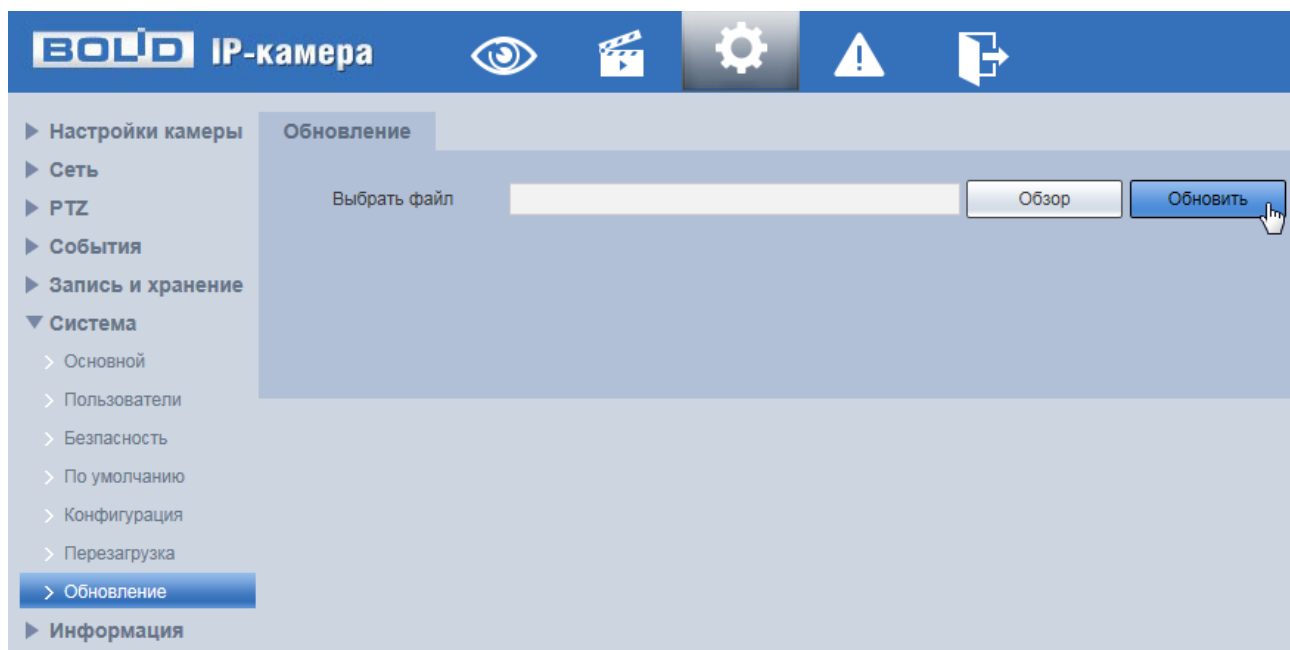 BOLID IP-камера
Настройки камеры
Сеть
PTZ
События
Запись и хранение
Система
Основной
Пользователи
Безпасность
По умолчанию
Конфигурация
Перезагрузка
Обновление
Информация
Обновление
Выбрать файл
Обзор
Обновить